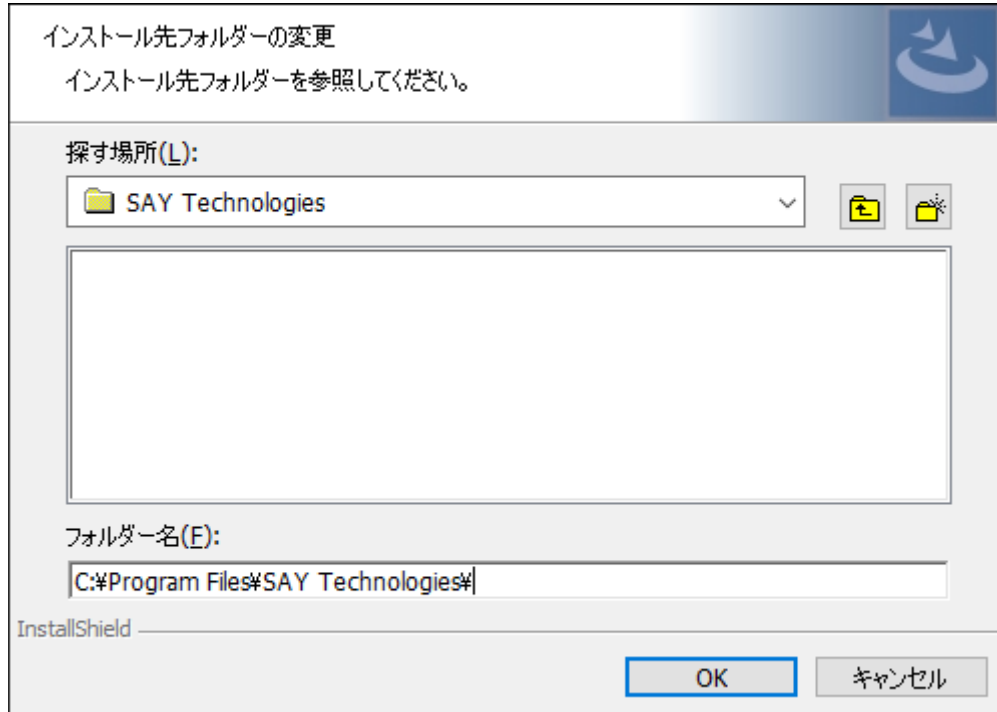 インストール先フォルダーの変更
インストール先フォルダーを参照してください。
探す場所(L):
SAY Technologies
フォルダー名(F):
C:¥Program Files¥SAY Technologies¥
InstallShield
OK
キャンセル